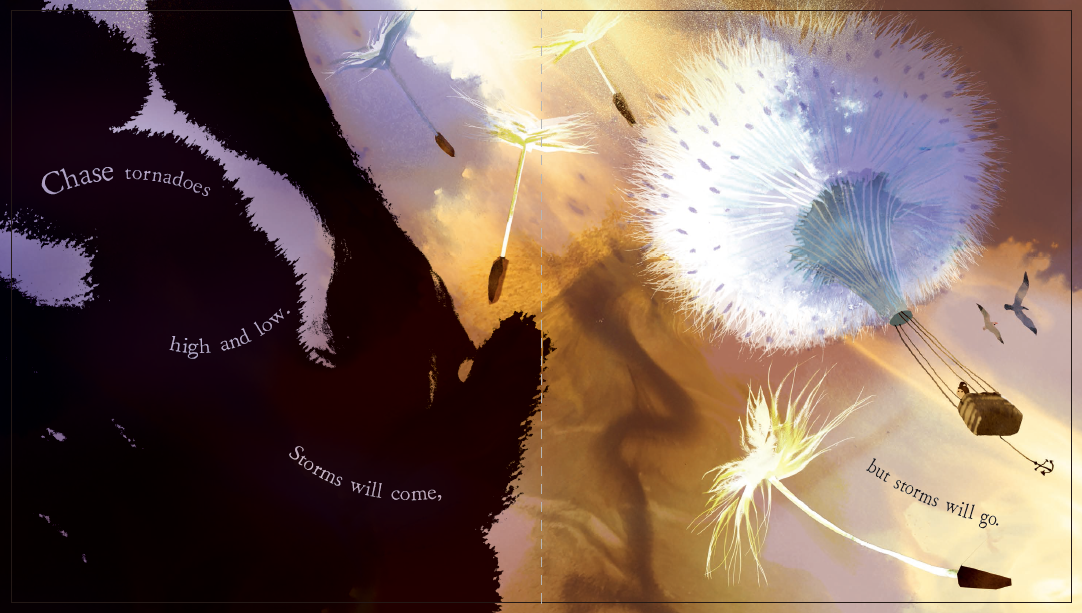 Chase tornadoes
high and low.
Storms will come,
but storms will go.